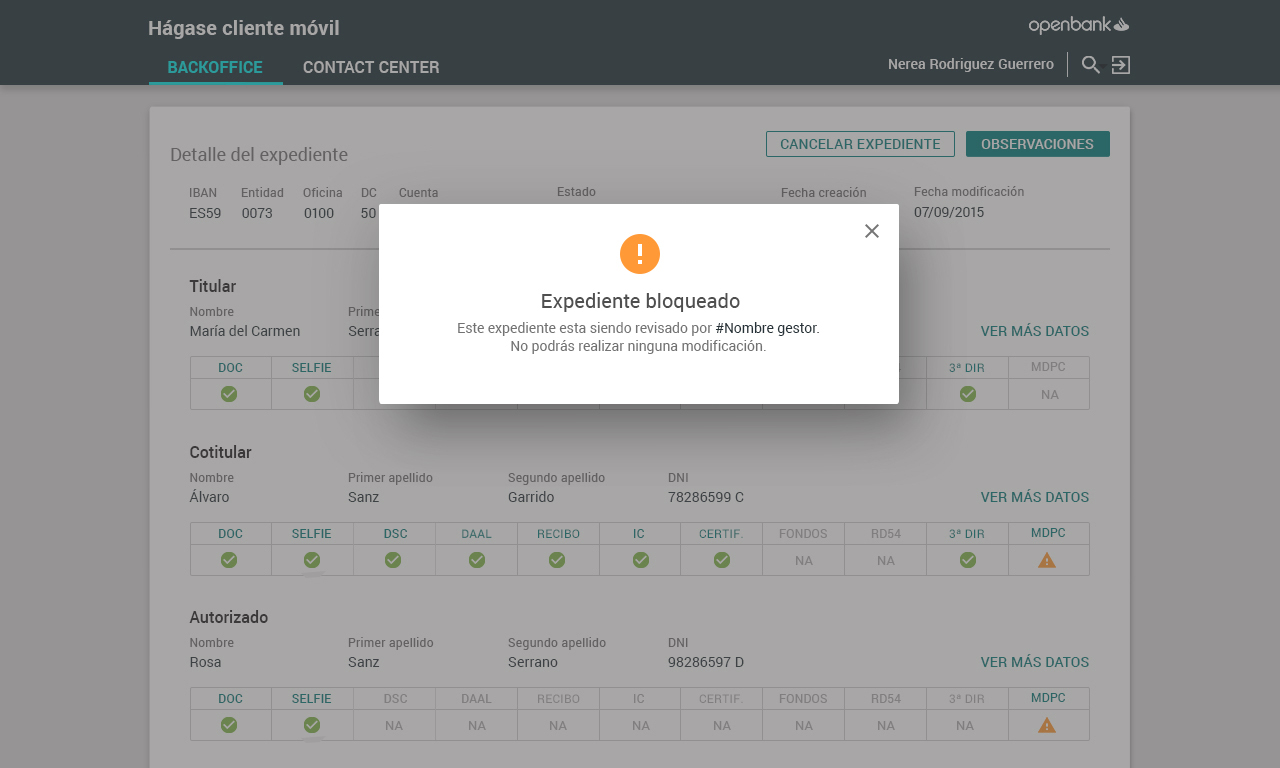 Hágase cliente móvil
openbank
BACKOFFICE CONTACT CENTER
Nerea Rodriguez Guerrero
Detalle del expediente
CANCELAR EXPEDIENTE OBSERVACIONES
IBAN Entidad Oficina DC Cuenta Estado Fecha creación Fecha modificación
ES59 0073 0100 50 07/09/2015
Expediente bloqueado
Este expediente esta siendo revisado por #Nombre gestor.
No podrás realizar ninguna modificación.
Titular
Nombre
María del Carmen VER MÁS DATOS
DOC SELFIE 3ª DIR MDPC
NA
Cotitular
Nombre Primer apellido Segundo apellido DNI
Álvaro Sanz Garrido 78286599 C VER MÁS DATOS
DOC SELFIE DSC DAAL RECIBO IC CERTIF. FONDOS RD54 3ª DIR MDPC
NA NA
Autorizado
Nombre Primer apellido Segundo apellido DNI
Rosa Sanz Serrano 98286597 D VER MÁS DATOS
DOC SELFIE DSC DAAL RECIBO IC CERTIF. FONDOS RD54 3ª DIR MDPC
NA NA NA NA NA NA NA NA